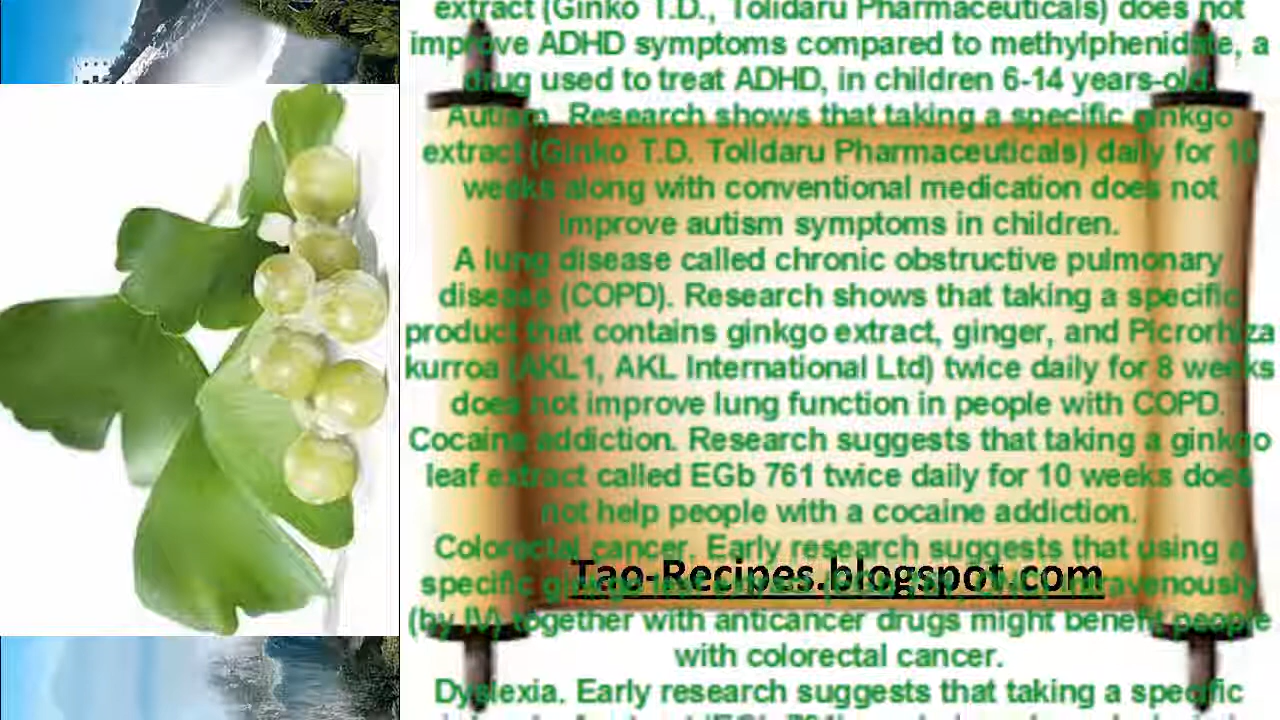 extract (Ginko T.D., Tolidaru Pharmaceuticals) does not
improve ADHD symptoms compared to methylphenidate, a
drug used to treat ADHD, in children 6-14 years-old.
Autism. Research shows that taking a specific ginkgo
extract (Ginko T.D. Tolidaru Pharmaceuticals) daily for 10
weeks along with conventional medication does not
improve autism symptoms in children.
A lung disease called chronic obstructive pulmonary
disease (COPD). Research shows that taking a specific
product that contains ginkgo extract, ginger, and Picrorhiza
kurroa (AKL1, AKL International Ltd) twice daily for 8 weeks
does not improve lung function in people with COPD.
Cocaine addiction. Research suggests that taking a ginkgo
leaf extract called EGb 761 twice daily for 10 weeks does
not help people with a cocaine addiction.
Colorectal cancer. Early research suggests that using a
Tao-Recipes.blogspot.com
specific intravenously
(by IV) together with anticancer drugs might benefit people
with colorectal cancer.
Dyslexia. Early research suggests that taking a specific